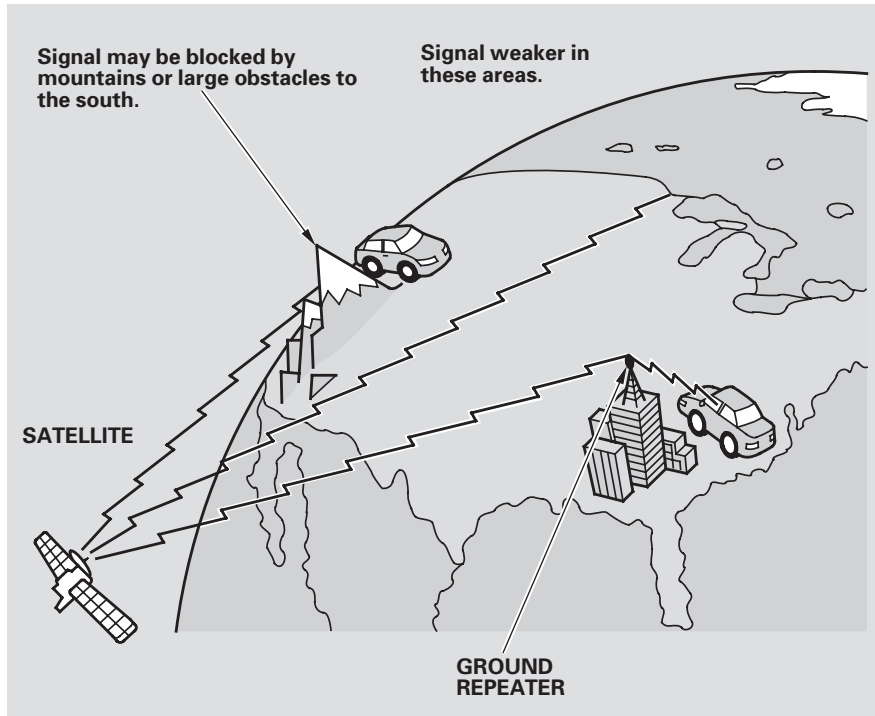 Signal may be blocked by
mountains or large obstacles to
the south.
Signal weaker in
these areas.
SATELLITE
GROUND
REPEATER